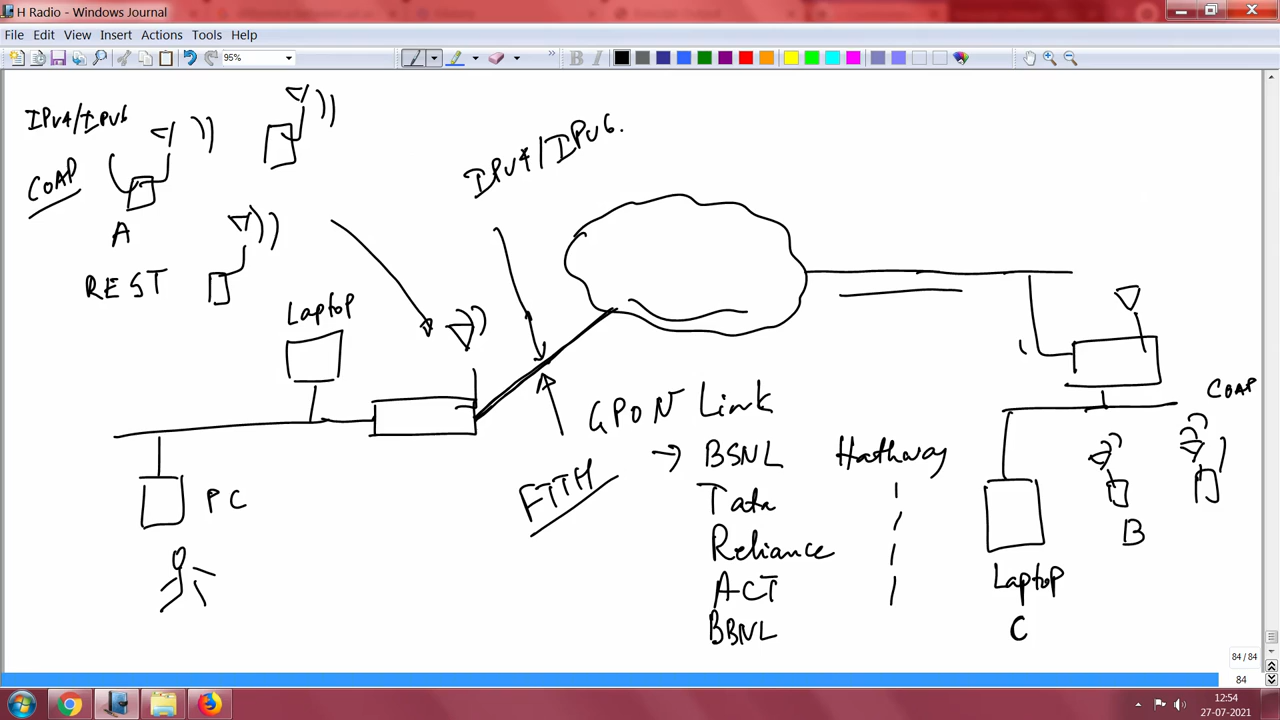 H Radio - Windows Journal
File Edit View Insert Actions Tools Help
95%
B I
IPv4/IPv6
COAP
A
REST
IPv4/IPv6.
Laptop
PC
GPON Link
FTTH
→ BSNL Hathway
Tata
Reliance
ACT
BBNL
COAP
B
Laptop
C
84 / 84
84
12:54
27-07-2021